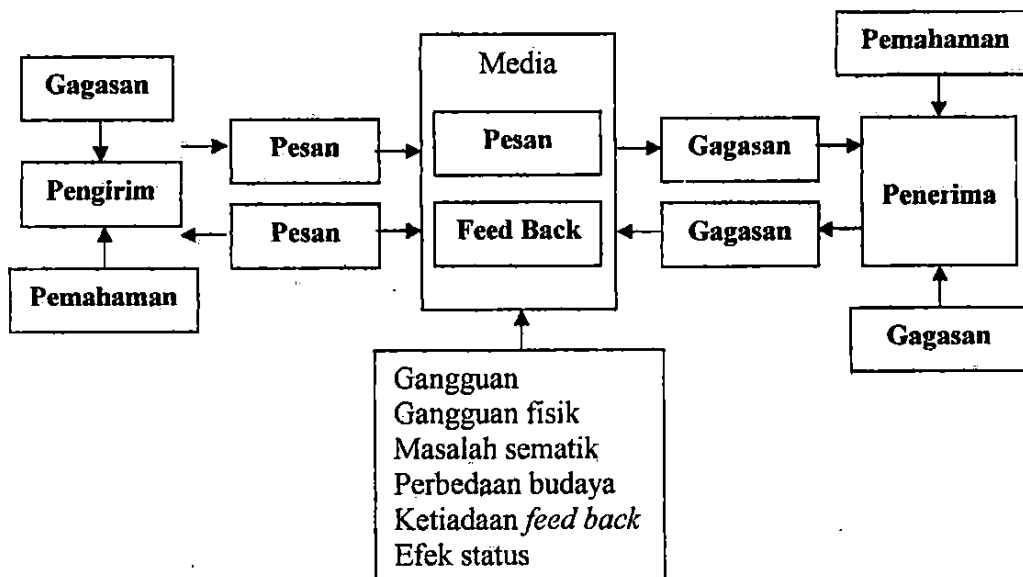 Pemahaman
Media
Gagasan
Pesan
Pesan
Gagasan
Pengirim
Penerima
Pesan
Feed Back
Gagasan
Pemahaman
Gagasan
Gangguan
Gangguan fisik
Masalah sematik
Perbedaan budaya
Ketiadaan feed back
Efek status